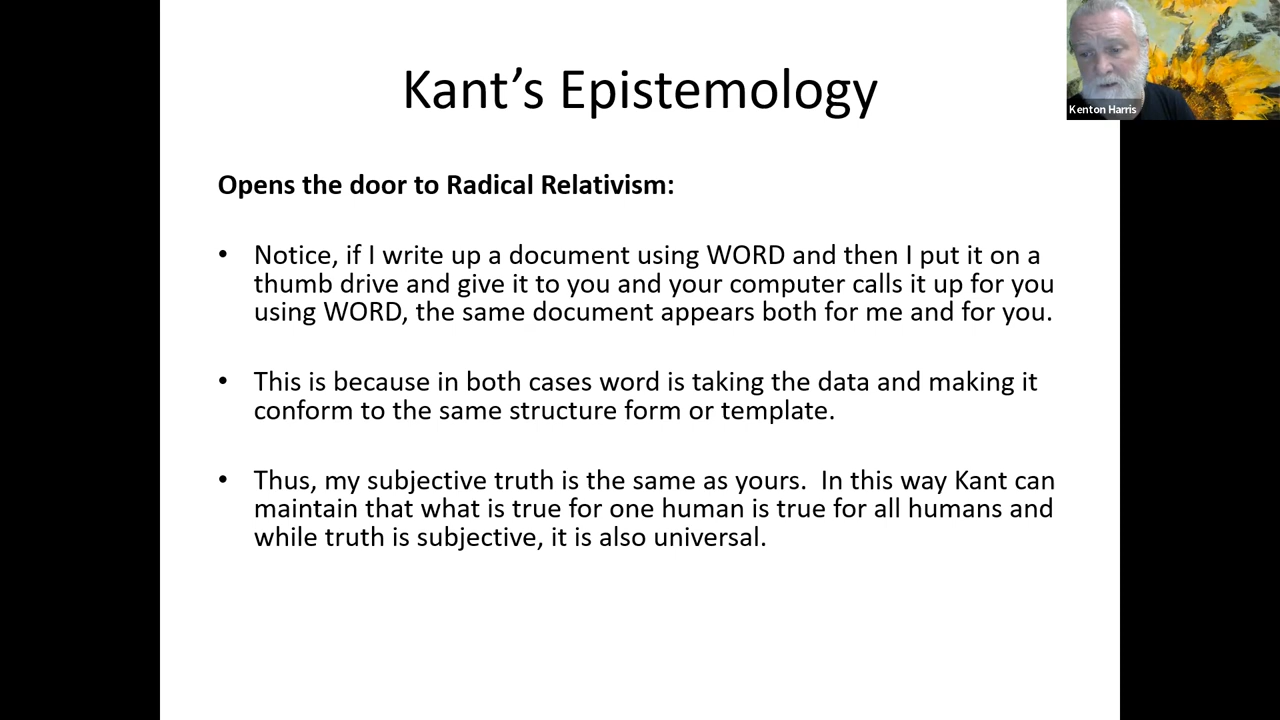 Kant’s Epistemology
Kenton Harris
Opens the door to Radical Relativism:
• Notice, if I write up a document using WORD and then I put it on a
thumb drive and give it to you and your computer calls it up for you
using WORD, the same document appears both for me and for you.
• This is because in both cases word is taking the data and making it
conform to the same structure form or template.
• Thus, my subjective truth is the same as yours.  In this way Kant can
maintain that what is true for one human is true for all humans and
while truth is subjective, it is also universal.